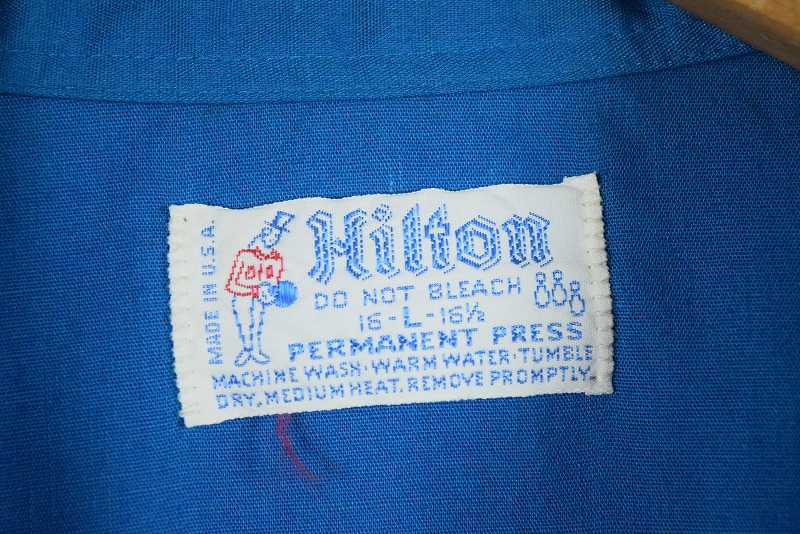 MADE IN U.S.A.
Hilton
DO NOT BLEACH
16-L-16½
PERMANENT PRESS
MACHINE WASH·WARM WATER·TUMBLE
DRY, MEDIUM HEAT. REMOVE PROMPTLY.